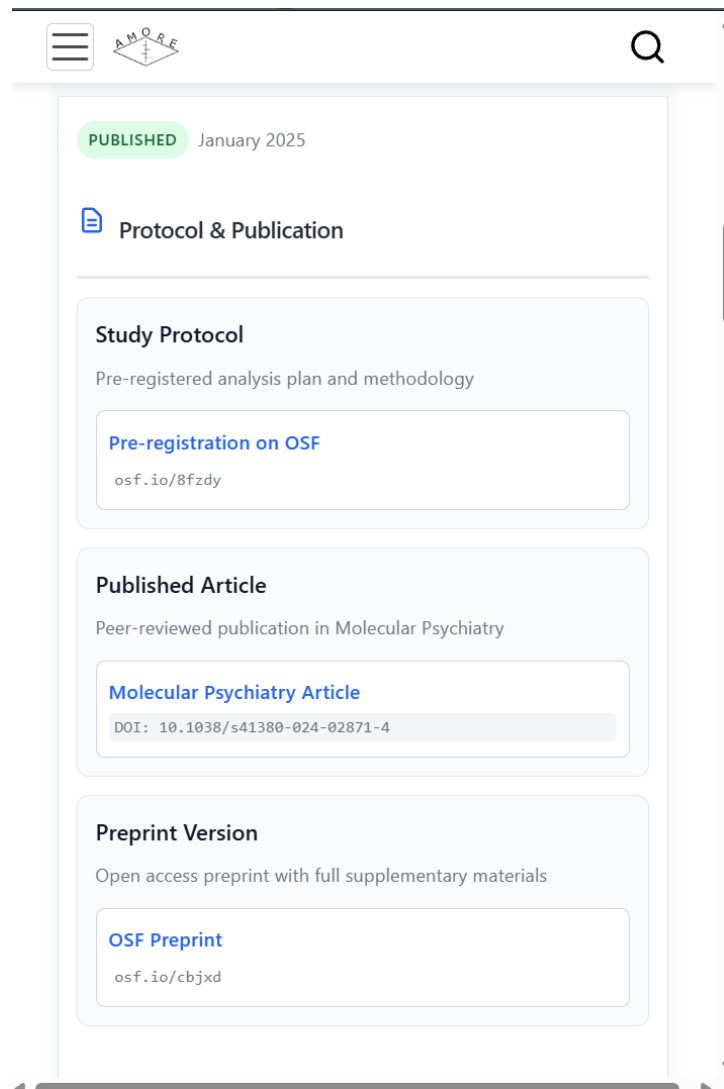 AMORE
PUBLISHED January 2025
Protocol & Publication
Study Protocol
Pre-registered analysis plan and methodology
Pre-registration on OSF
osf.io/8fzdy
Published Article
Peer-reviewed publication in Molecular Psychiatry
Molecular Psychiatry Article
DOI: 10.1038/s41380-024-02871-4
Preprint Version
Open access preprint with full supplementary materials
OSF Preprint
osf.io/cbjxd